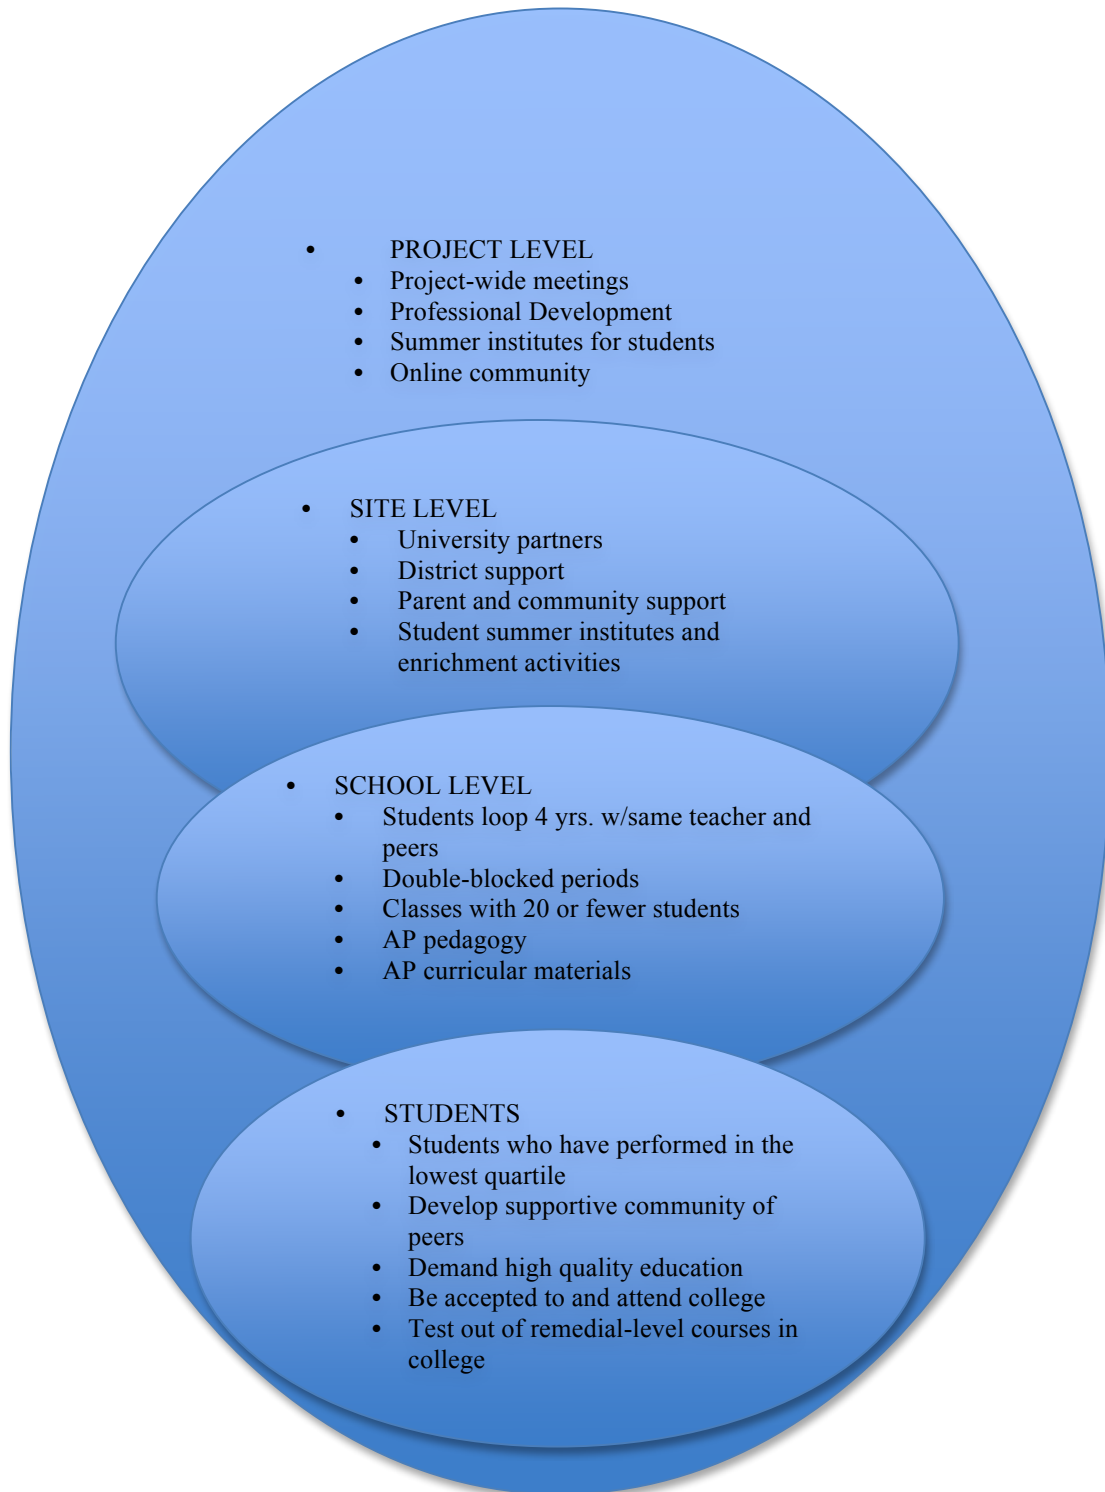 • PROJECT LEVEL
• Project-wide meetings
• Professional Development
• Summer institutes for students
• Online community
• SITE LEVEL
• University partners
• District support
• Parent and community support
• Student summer institutes and
enrichment activities
• SCHOOL LEVEL
• Students loop 4 yrs. w/same teacher and
peers
• Double-blocked periods
• Classes with 20 or fewer students
• AP pedagogy
• AP curricular materials
• STUDENTS
• Students who have performed in the
lowest quartile
• Develop supportive community of
peers
• Demand high quality education
• Be accepted to and attend college
• Test out of remedial-level courses in
college